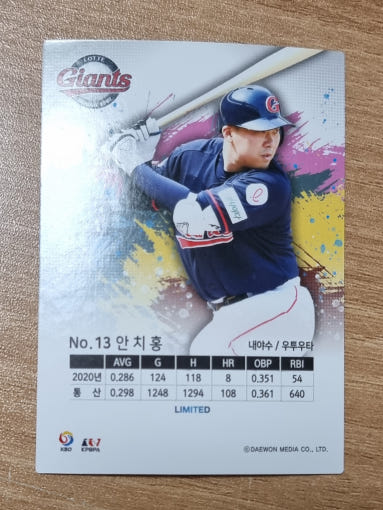 LOTTE
Giants
No.13 안치홍
내야수 / 우투우타
AVG G H HR OBP RBI
2020년 0.286 124 118 8 0.351 54
통 산 0.298 1248 1294 108 0.361 640
LIMITED
KBO KPBPA
ⓒDAEWON MEDIA CO., LTD.